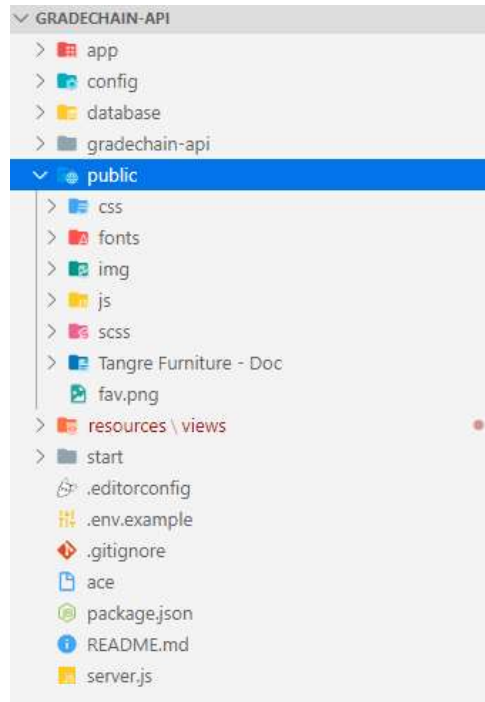 GRADECHAIN-API
app
config
database
gradechain-api
public
css
fonts
img
js
scss
Tangre Furniture - Doc
fav.png
resources \ views
start
.editorconfig
.env.example
.gitignore
ace
package.json
README.md
server.js